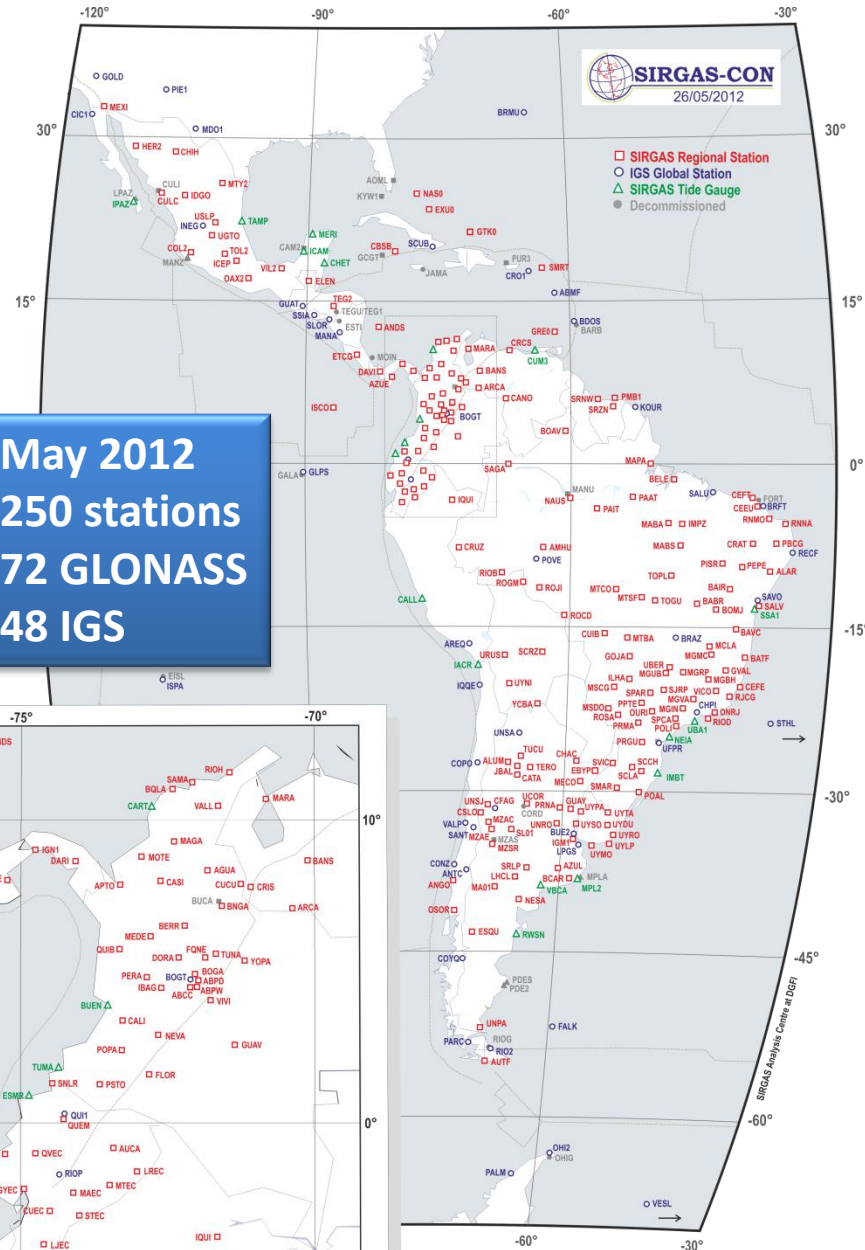 -120°
-90°
-60°
-30°
SIRGAS-CON
26/05/2012
GOLD
PIE1
CIC1
MEXI
BRMU
MDO1
30°
30°
HER2
CHIH
SIRGAS Regional Station
IGS Global Station
SIRGAS Tide Gauge
Decommissioned
CULI
MTY2
AOML
LPAZ
IPAZ
CULC
IDGO
KYW1
NAS0
EXU0
USLP
TAMP
INEG
UGTO
MERI
GTK0
COL2
TOL2
CAM2
ICAM
CBSB
SCUB
MANZ
ICEP
CHET
GCGT
PUR3
OAX2
VIL2
ELEN
JAMA
CRO1
SMRT
15°
15°
TEG2
ABMF
GUAT
TEGU/TEG1
SSIA
SLOR
ESTI
ANDS
BDOS
MANA
GRE0
BARB
ETCG
MOIN
MARA
CRCS
CUM3
DAVI
AZUE
BANS
ARCA
CANO
ISCO
BOGT
SRNW
PMB1
SRZN
KOUR
BOAV
May 2012
250 stations
72 GLONASS
48 IGS
GALA
GLPS
SAGA
MAPA
0°
BELE
IQUI
MANU
NAUS
PAIT
PAAT
SALU
CEFT
FORT
CEEU
BRFT
RNMO
RNNA
MABA
IMPZ
CRUZ
AMHU
MABS
CRAT
PBCG
POVE
RECF
RIOB
ROGM
ROJI
TOPL
PISR
PEPE
ALAR
MTCO
BAIR
CALL
MTSF
TOGU
BABR
SAVO
BOMJ
SALV
SSA1
ROCD
-15°
BAVC
AREQ
CUIB
MTBA
BRAZ
MCLA
URUS
SCRZ
GOJA
MGMC
BATF
IACR
UBER
EISL
ISPA
IQQE
UYNI
ILHA
MGUB
MGRP
GVAL
MGBH
MSCG
SPAR
SJRP
VICO
CEFE
YCBA
MSDO
PPTE
MGVA
RJCG
ROSA
OURI
MGIN
CHPI
ONRJ
UNSA
PRMA
SPCA
RIOD
STHL
POLI
UBA1
PRGU
NEIA
UFPR
COPO
ALUM
TUCU
CHAC
SVIC
SCCH
JBAL
TERO
EBYP
SCLA
IMBT
CATA
MECO
SMAR
POAL
-30°
UNSJ
CFAG
UCOR
PRNA
GUAY
UYPA
CSLO
CORD
UYTA
VALP
MZAC
UNRO
UYSO
UYDU
SANT
SL01
BUE2
UYRO
MZAE
MZAS
IGM1
UYLP
MZSR
LPGS
UYMO
CONZ
ANTC
SRLP
AZUL
ANGO
LHCL
BCAR
MPLA
MA01
VBCA
MPL2
NESA
OSOR
ESQU
RWSN
COYQ
-45°
PDES
PDE2
UNPA
FALK
PARC
RIOG
RIO2
AUTF
SIRGAS Analysis Centre at DGFI
-60°
OHI2
OHIG
PALM
VESL
-60°
-30°
-75°
-70°
RIOH
SAMA
BQLA
MARA
CART
VALL
10°
MAGA
IGN1
DARI
MOTE
BANS
AGUA
APTO
CASI
CUCU
CRIS
BUCA
BNGA
ARCA
BERR
MEDE
QUIB
FQNE
TUNA
DORA
YOPA
PERA
BOGT
BOGA
IBAG
ABPD
ABCC
ABPW
VIVI
BUEN
CALI
NEVA
POPA
GUAV
TUMA
FLOR
SNLR
PSTO
ESMR
QUI1
QUEM
0°
QVEC
AUCA
RIOP
LREC
MTEC
GYEC
MAEC
CUEC
STEC
IQUI
LJEC